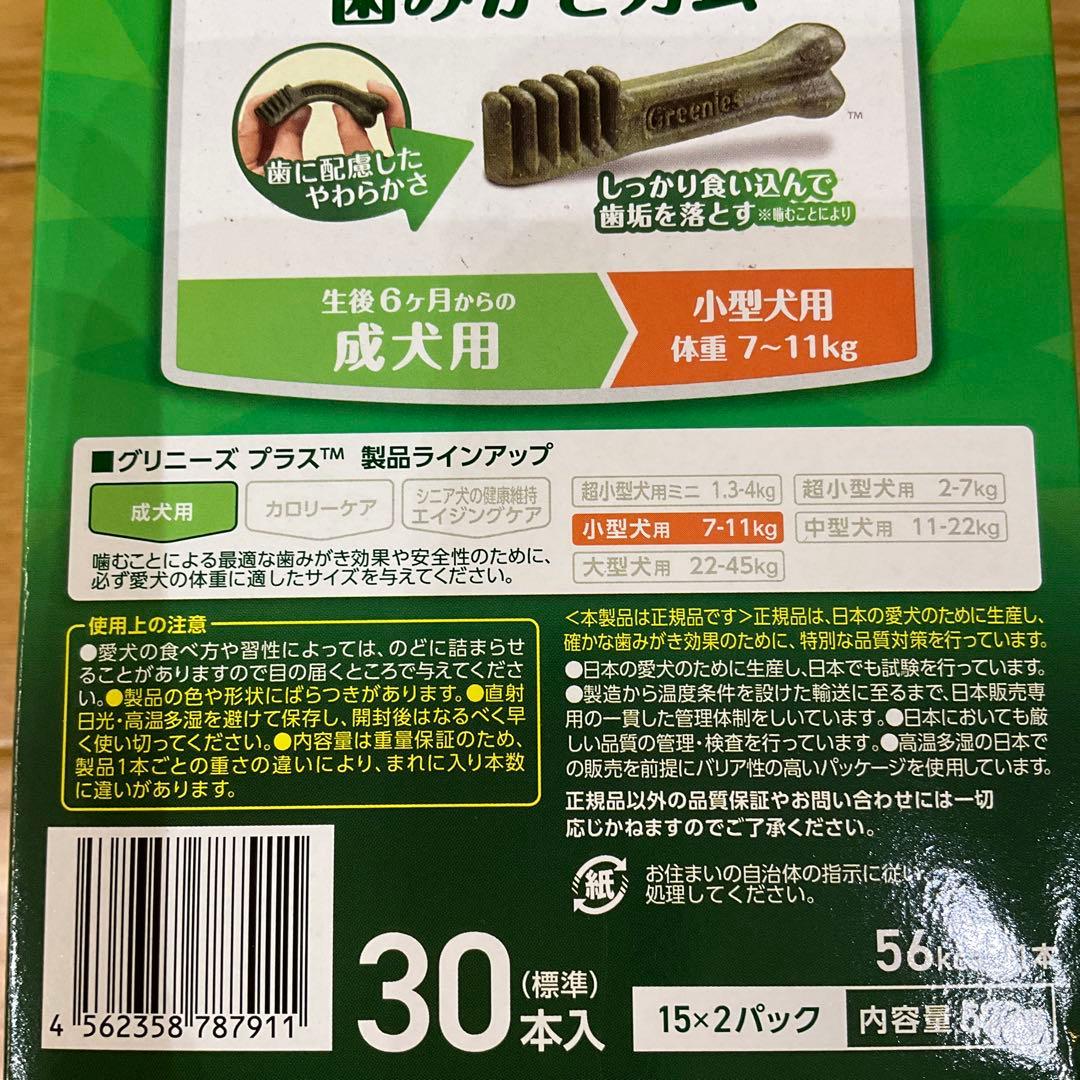 歯みがきガム
歯に配慮した
やわらかさ
Greenies
™
しっかり食い込んで
歯垢を落とす※噛むことにより
生後6ヶ月からの
成犬用
小型犬用
体重 7〜11kg
■グリニーズ プラス™ 製品ラインアップ
成犬用
カロリーケア
シニア犬の健康維持
エイジングケア
超小型犬用ミニ 1.3-4kg
超小型犬用 2-7kg
小型犬用 7-11kg
中型犬用 11-22kg
大型犬用 22-45kg
噛むことによる最適な歯みがき効果や安全性のために、
必ず愛犬の体重に適したサイズを与えてください。
使用上の注意
●愛犬の食べ方や習性によっては、のどに詰まらせ
ることがありますので目の届くところで与えてくださ
い。●製品の色や形状にばらつきがあります。●直射
日光・高温多湿を避けて保存し、開封後はなるべく早
く使い切ってください。●内容量は重量保証のため、
製品1本ごとの重さの違いにより、まれに入り本数
に違いがあります。
<本製品は正規品です>正規品は、日本の愛犬のために生産し、
確かな歯みがき効果のために、特別な品質対策を行っています。
●日本の愛犬のために生産し、日本でも試験を行っています。
●製造から温度条件を設けた輸送に至るまで、日本販売専
用の一貫した管理体制をしいています。●日本においても厳
しい品質の管理・検査を行っています。●高温多湿の日本で
の販売を前提にバリア性の高いパッケージを使用しています。
正規品以外の品質保証やお問い合わせには一切
応じかねますのでご了承ください。
紙
お住まいの自治体の指示に従い
処理してください。
4 562358 787911
30(標準)本入
56
1本
15×2パック
内容量